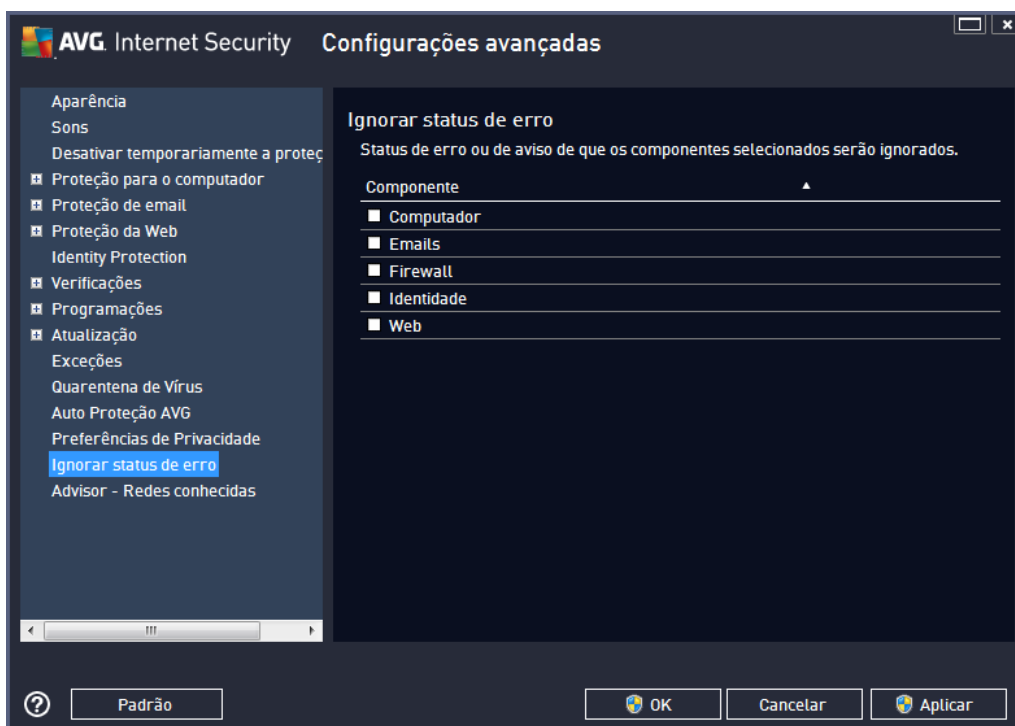 AVG. Internet Security Configurações avançadas
Aparência
Sons
Desativar temporariamente a proteç
Proteção para o computador
Proteção de email
Proteção da Web
Identity Protection
Verificações
Programações
Atualização
Exceções
Quarentena de Vírus
Auto Proteção AVG
Preferências de Privacidade
Ignorar status de erro
Advisor - Redes conhecidas
Ignorar status de erro
Status de erro ou de aviso de que os componentes selecionados serão ignorados.
Componente
Computador
Emails
Firewall
Identidade
Web
? Padrão OK Cancelar Aplicar